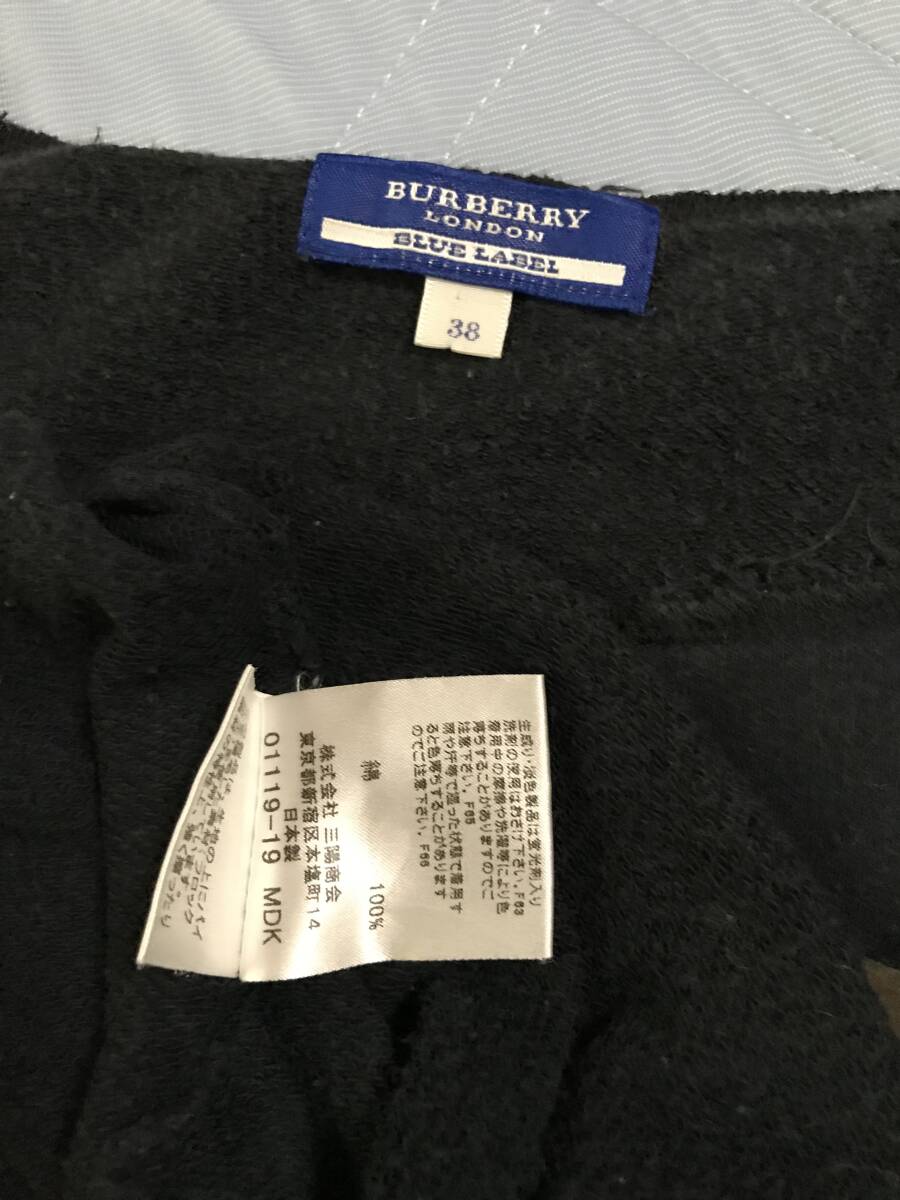 BURBERRY
LONDON
BLUE LABEL
38
生成り・淡色製品は蛍光剤入り
洗剤の使用はおさけ下さい。F63
着用中の摩擦や洗濯等により色
落ちすることがありますのでご
注意下さい。F65
雨や汗等で湿った状態で着用す
ると色落ちすることがあります
のでご注意下さい。F66
綿 100%
株式会社 三陽商会
東京都新宿区本塩町14
日本製
01119-19 MDK